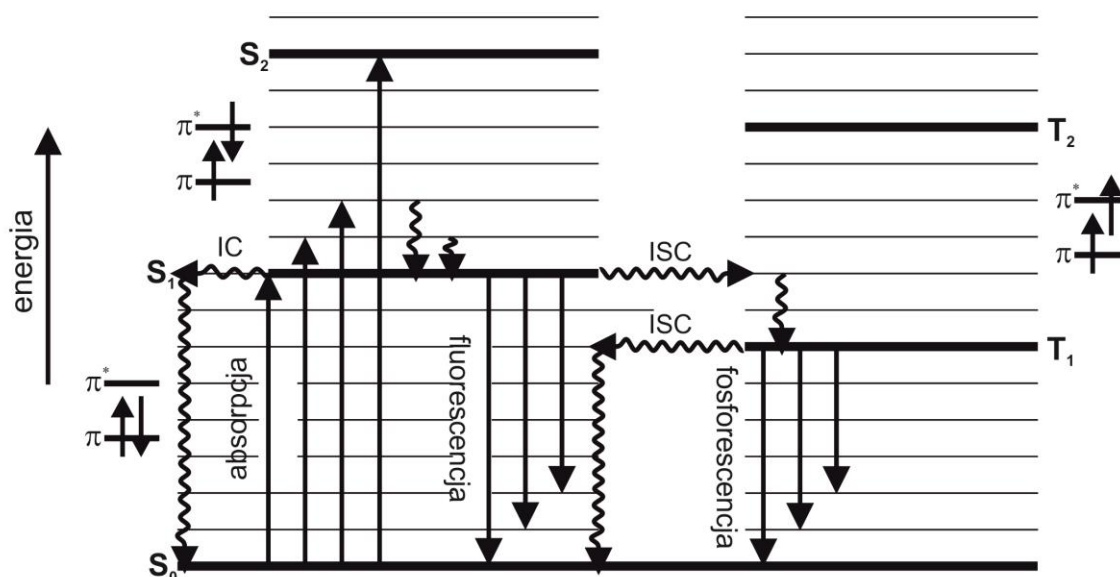 S₂
π*
T₂
π
π*
energia
IC
ISC
π
S₁
ISC
T₁
π*
absorpcja
fluorescencja
fosforescencja
π
S₀